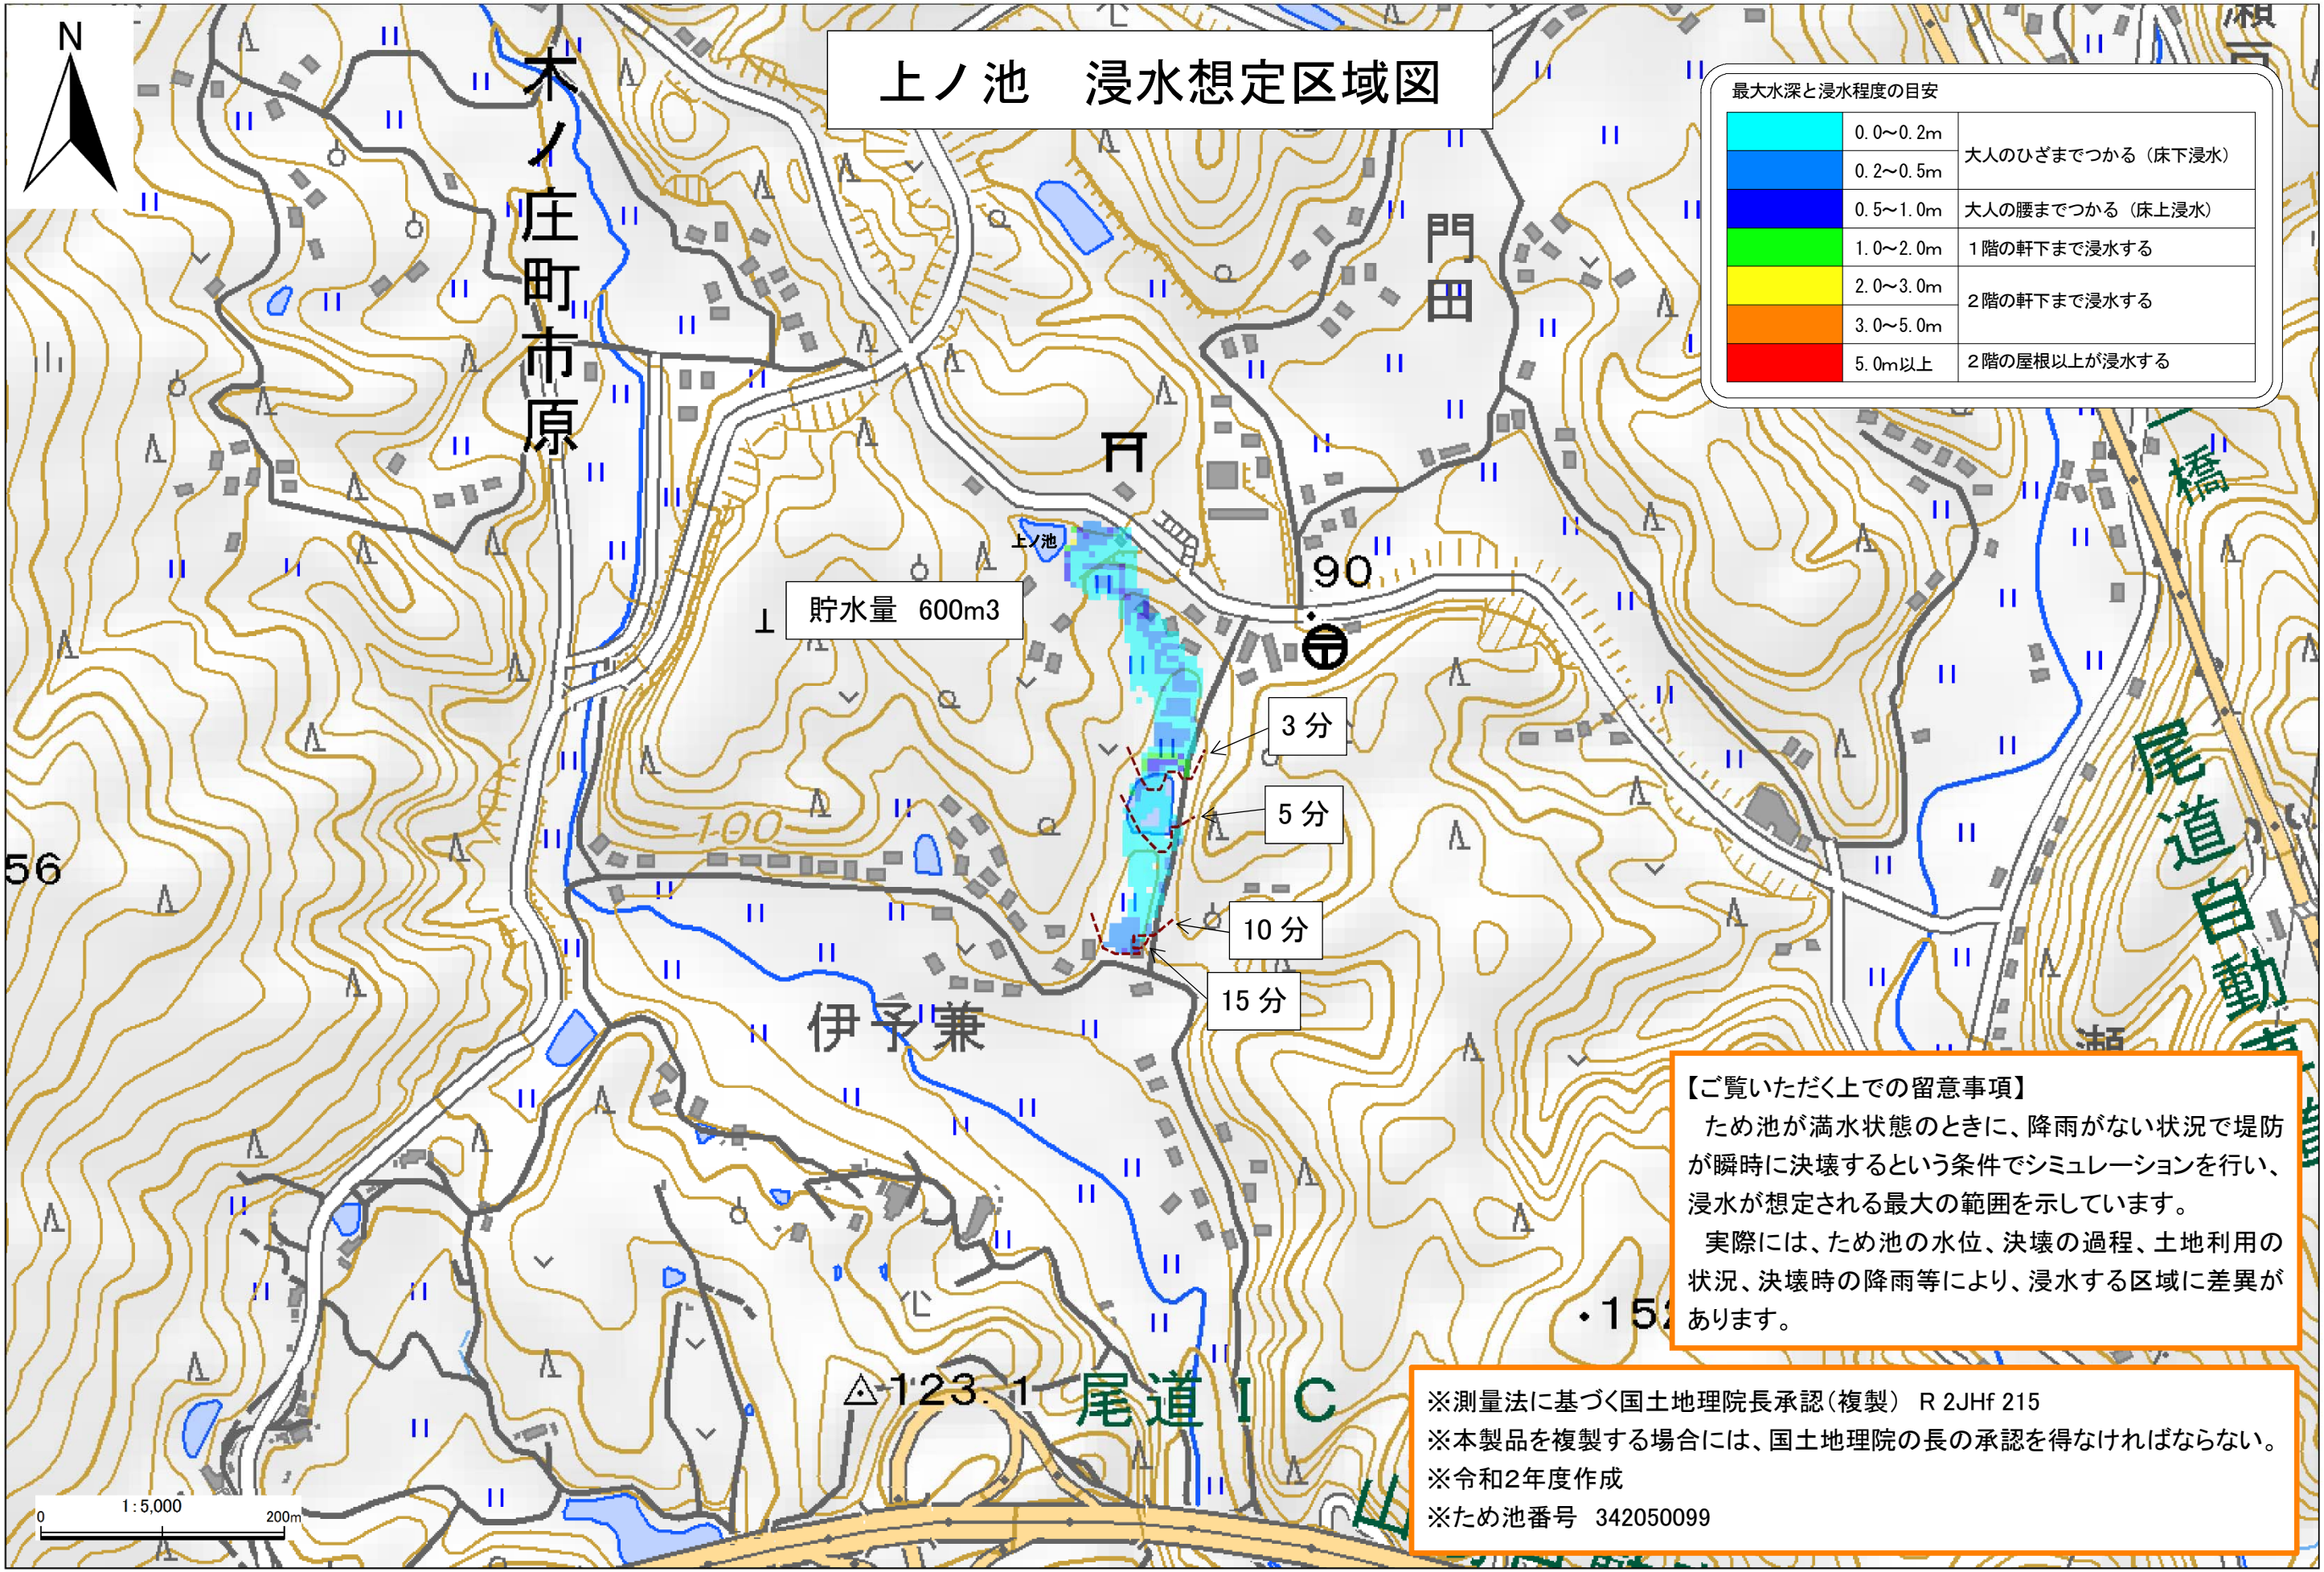 N
上ノ池　浸水想定区域図
最大水深と浸水程度の目安
0.0～0.2m
大人のひざまでつかる（床下浸水）
0.2～0.5m
0.5～1.0m　大人の腰までつかる（床上浸水）
1.0～2.0m　1階の軒下まで浸水する
2.0～3.0m
2階の軒下まで浸水する
3.0～5.0m
5.0m以上　2階の屋根以上が浸水する
木ノ庄町市原
門田
橋
上ノ池
90
貯水量　600m3
3 分
5 分
10 分
15 分
100
56
尾道自動車道
伊予兼
瀬
【ご覧いただく上での留意事項】
　ため池が満水状態のときに、降雨がない状況で堤防
が瞬時に決壊するという条件でシミュレーションを行い、
浸水が想定される最大の範囲を示しています。
　実際には、ため池の水位、決壊の過程、土地利用の
状況、決壊時の降雨等により、浸水する区域に差異が
あります。
123.1
尾道IC
山
※測量法に基づく国土地理院長承認（複製）　R 2JHf 215
※本製品を複製する場合には、国土地理院の長の承認を得なければならない。
※令和2年度作成
※ため池番号　342050099
1:5,000
0　200m